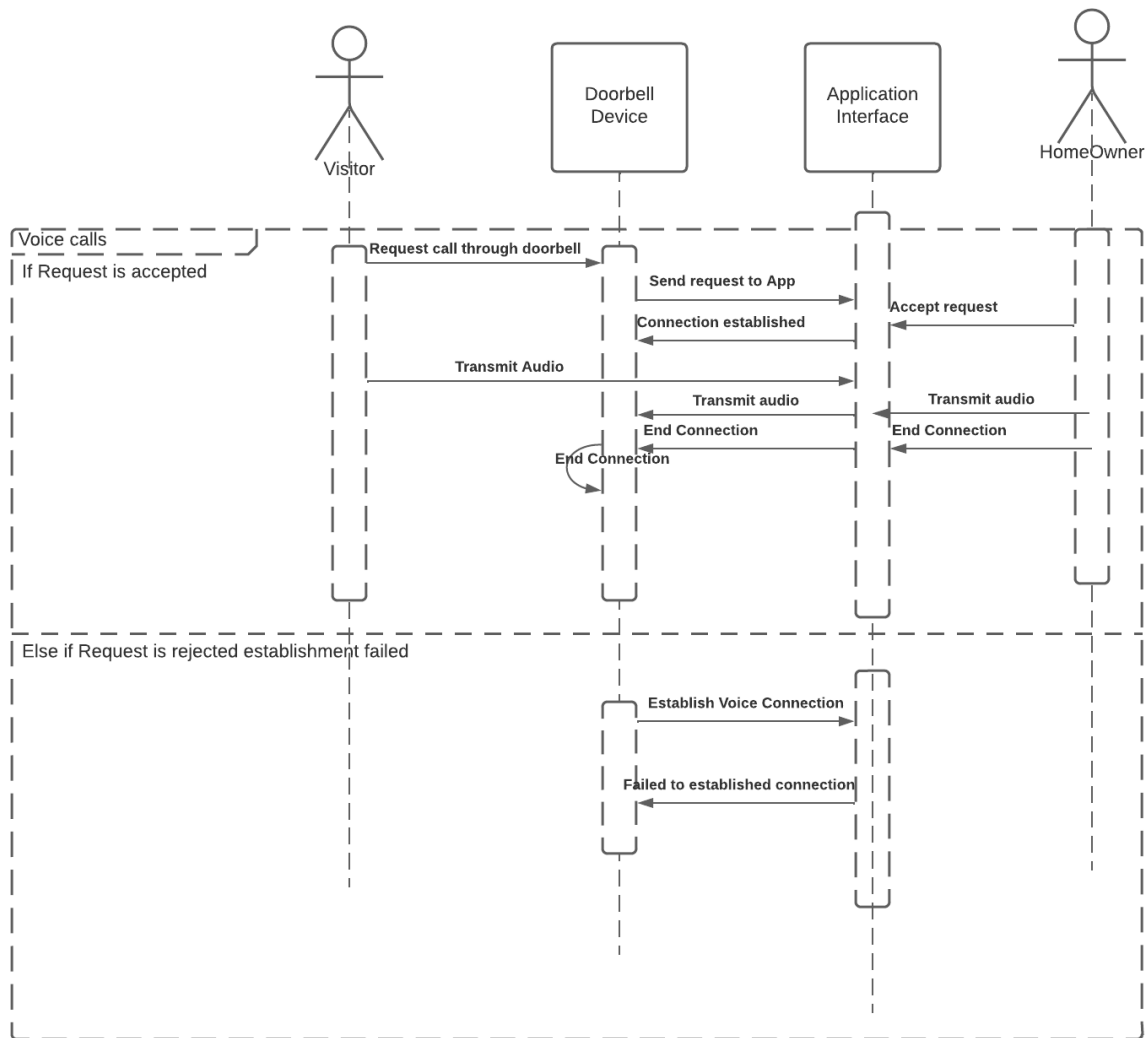 Doorbell
Device
Application
Interface
Visitor
HomeOwner
Voice calls
If Request is accepted
Request call through doorbell
Send request to App
Accept request
Connection established
Transmit Audio
Transmit audio
Transmit audio
End Connection
End Connection
End Connection
Else if Request is rejected establishment failed
Establish Voice Connection
Failed to established connection